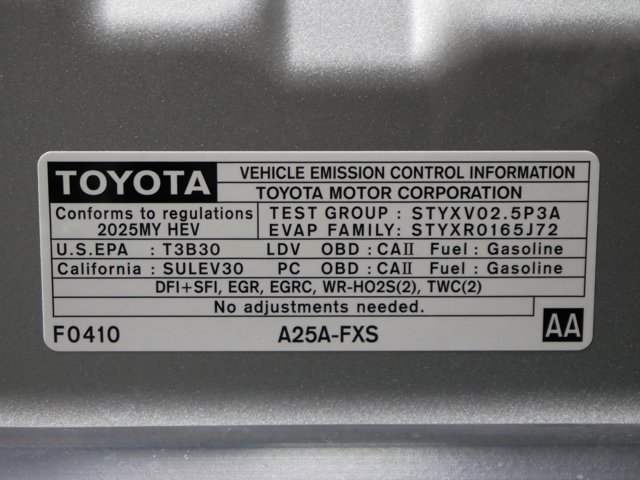 TOYOTA
VEHICLE EMISSION CONTROL INFORMATION
TOYOTA MOTOR CORPORATION
Conforms to regulations
2025MY HEV
TEST GROUP : STYXV02.5P3A
EVAP FAMILY: STYXR0165J72
U.S.EPA : T3B30 LDV OBD : CAⅡ Fuel : Gasoline
California : SULEV30 PC OBD : CAⅡ Fuel : Gasoline
DFI+SFI, EGR, EGRC, WR-HO2S(2), TWC(2)
No adjustments needed.
F0410 A25A-FXS AA